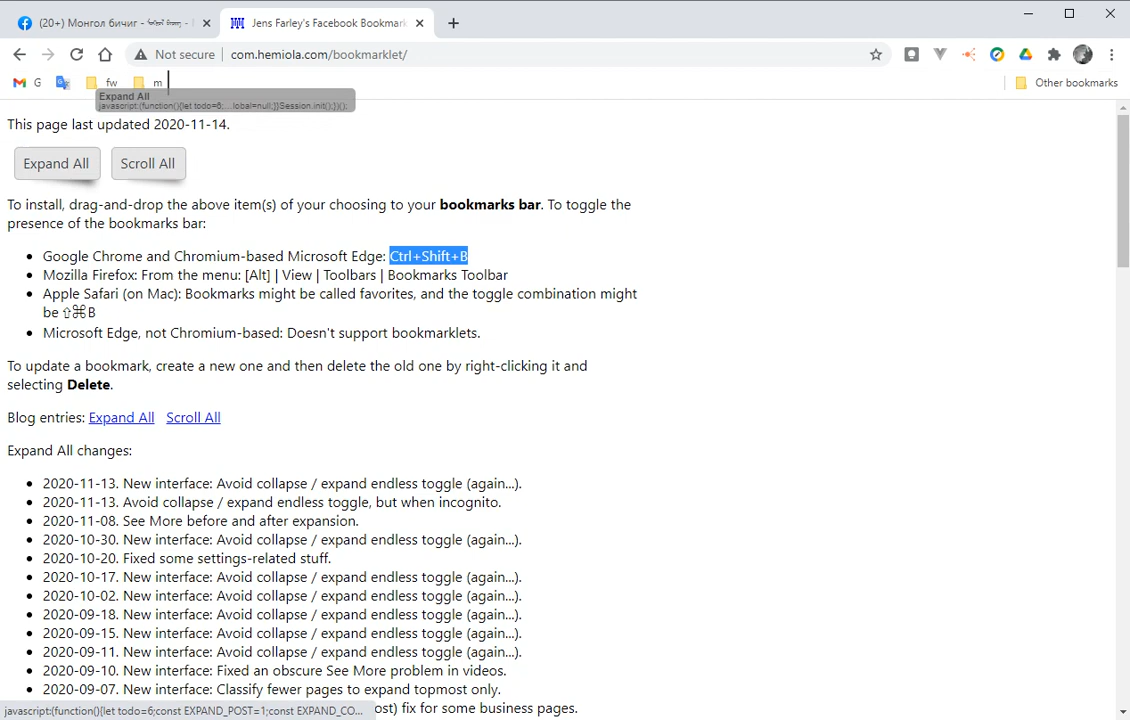 (20+) Монгол бичиг -
Jens Farley's Facebook Bookmark
Not secure | com.hemiola.com/bookmarklet/
G fw m Other bookmarks
Expand All
javascript:(function(){let todo=6;...lobal=null;}}Session.init();})();
This page last updated 2020-11-14.
Expand All Scroll All
To install, drag-and-drop the above item(s) of your choosing to your bookmarks bar. To toggle the
presence of the bookmarks bar:
• Google Chrome and Chromium-based Microsoft Edge: Ctrl+Shift+B
• Mozilla Firefox: From the menu: [Alt] | View | Toolbars | Bookmarks Toolbar
• Apple Safari (on Mac): Bookmarks might be called favorites, and the toggle combination might
be ⇧⌘B
• Microsoft Edge, not Chromium-based: Doesn't support bookmarklets.
To update a bookmark, create a new one and then delete the old one by right-clicking it and
selecting Delete.
Blog entries: Expand All Scroll All
Expand All changes:
• 2020-11-13. New interface: Avoid collapse / expand endless toggle (again...).
• 2020-11-13. Avoid collapse / expand endless toggle, but when incognito.
• 2020-11-08. See More before and after expansion.
• 2020-10-30. New interface: Avoid collapse / expand endless toggle (again...).
• 2020-10-20. Fixed some settings-related stuff.
• 2020-10-17. New interface: Avoid collapse / expand endless toggle (again...).
• 2020-10-02. New interface: Avoid collapse / expand endless toggle (again...).
• 2020-09-18. New interface: Avoid collapse / expand endless toggle (again...).
• 2020-09-15. New interface: Avoid collapse / expand endless toggle (again...).
• 2020-09-11. New interface: Avoid collapse / expand endless toggle (again...).
• 2020-09-10. New interface: Fixed an obscure See More problem in videos.
• 2020-09-07. New interface: Classify fewer pages to expand topmost only.
ost) fix for some business pages.
javascript:(function(){let todo=6;const EXPAND_POST=1;const EXPAND_CO...